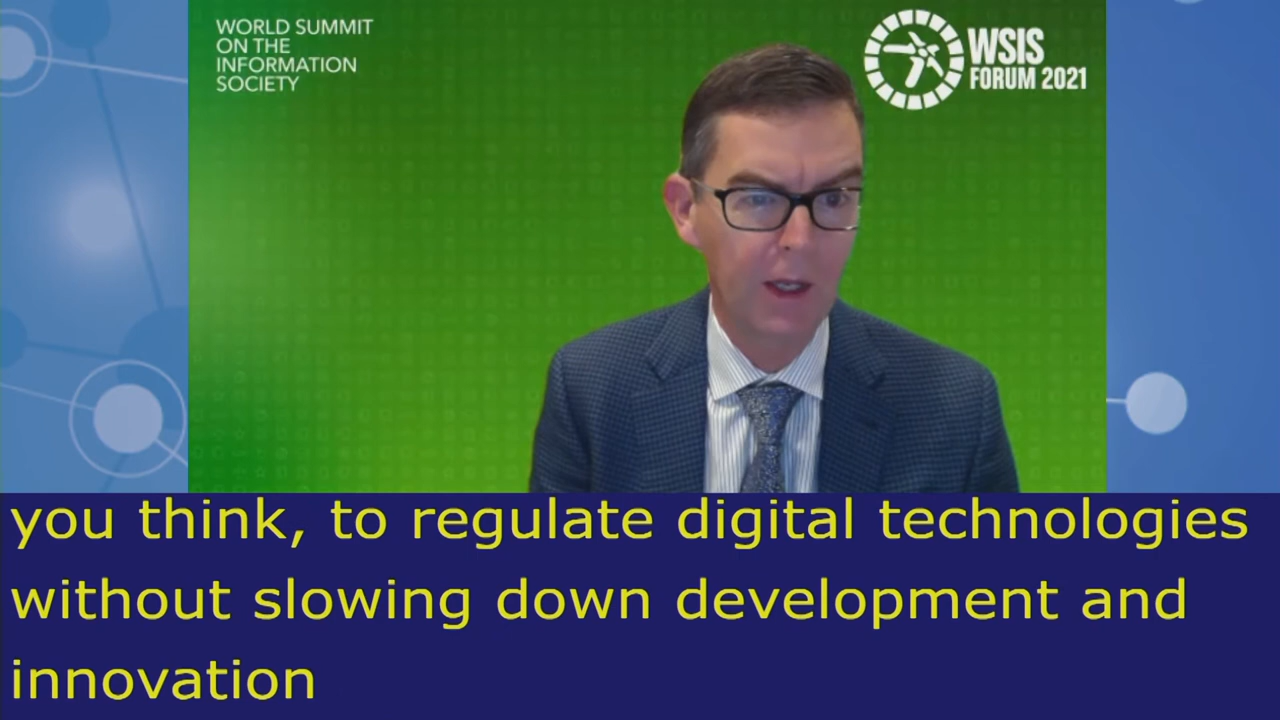 WORLD SUMMIT
ON THE
INFORMATION
SOCIETY
WSIS
FORUM 2021
you think, to regulate digital technologies
without slowing down development and
innovation